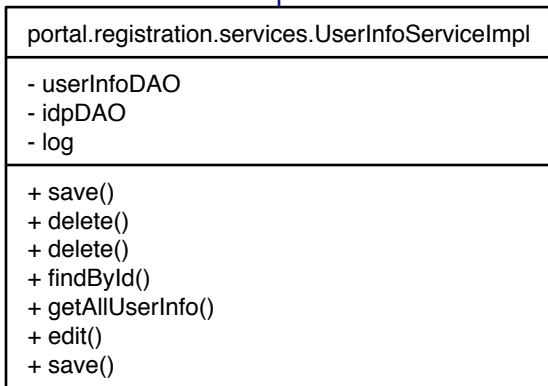 portal.registration.services.UserInfoServiceImpl
- userInfoDAO
- idpDAO
- log
+ save()
+ delete()
+ delete()
+ findById()
+ getAllUserInfo()
+ edit()
+ save()